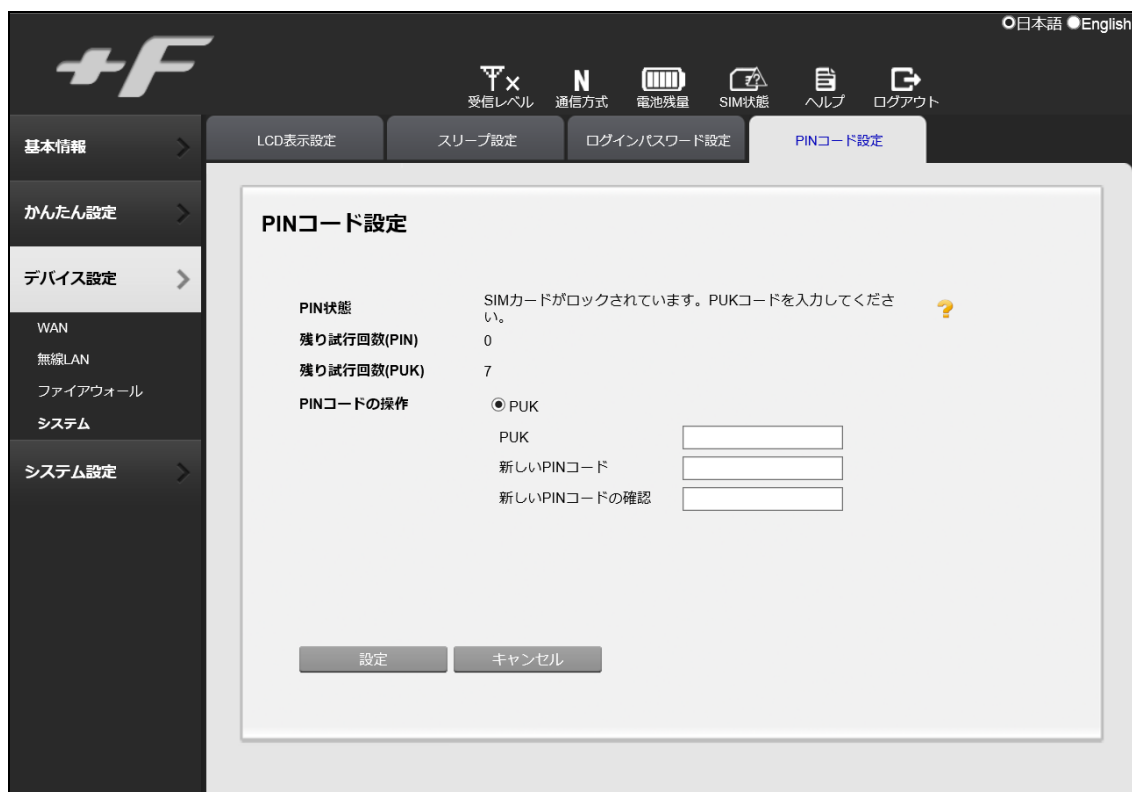 日本語 English
+F
受信レベル N 通信方式 電池残量 SIM状態 ヘルプ ログアウト
LCD表示設定 スリープ設定 ログインパスワード設定 PINコード設定
基本情報
かんたん設定
デバイス設定
WAN
無線LAN
ファイアウォール
システム
システム設定
PINコード設定
PIN状態 SIMカードがロックされています。PUKコードを入力してくださ
い。
残り試行回数(PIN) 0
残り試行回数(PUK) 7
PINコードの操作 PUK
PUK
新しいPINコード
新しいPINコードの確認
設定 キャンセル